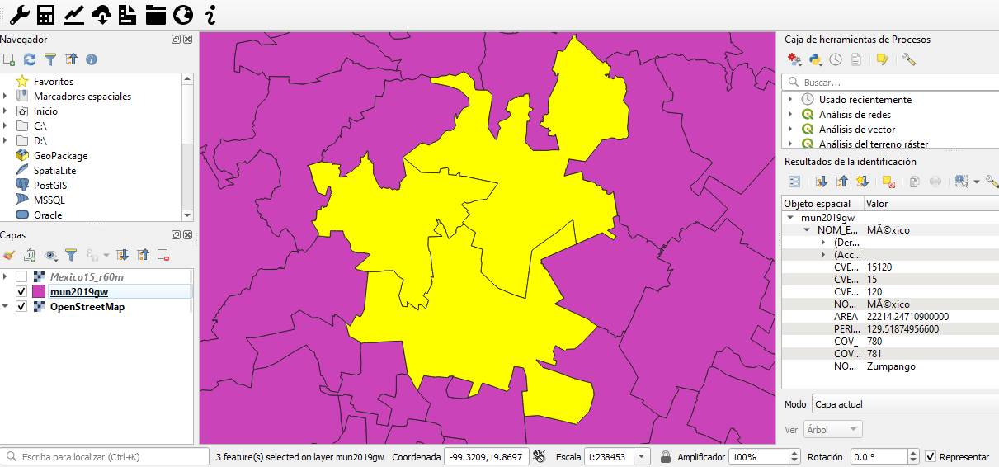 Navegador
Favoritos
Marcadores espaciales
Inicio
C:\
D:\
GeoPackage
SpatiaLite
PostGIS
MSSQL
Oracle
Capas
Mexico15_r60m
mun2019gw
OpenStreetMap
Caja de herramientas de Procesos
Buscar...
Usado recientemente
Análisis de redes
Análisis de vector
Análisis del terreno ráster
Resultados de la identificación
Objeto espacial Valor
mun2019gw
NOM_E... MÃ©xico
(Der...
(Acc...
CVE... 15120
CVE... 15
CVE... 120
NO... MÃ©xico
AREA 22214.24710900000
PERI... 129.51874956600
COV_ 780
COV... 781
NO... Zumpango
Modo Capa actual
Ver Árbol
Escriba para localizar (Ctrl+K) 3 feature(s) selected on layer mun2019gw Coordenada -99.3209,19.8697 Escala 1:238453 Amplificador 100% Rotación 0.0 ° Representar